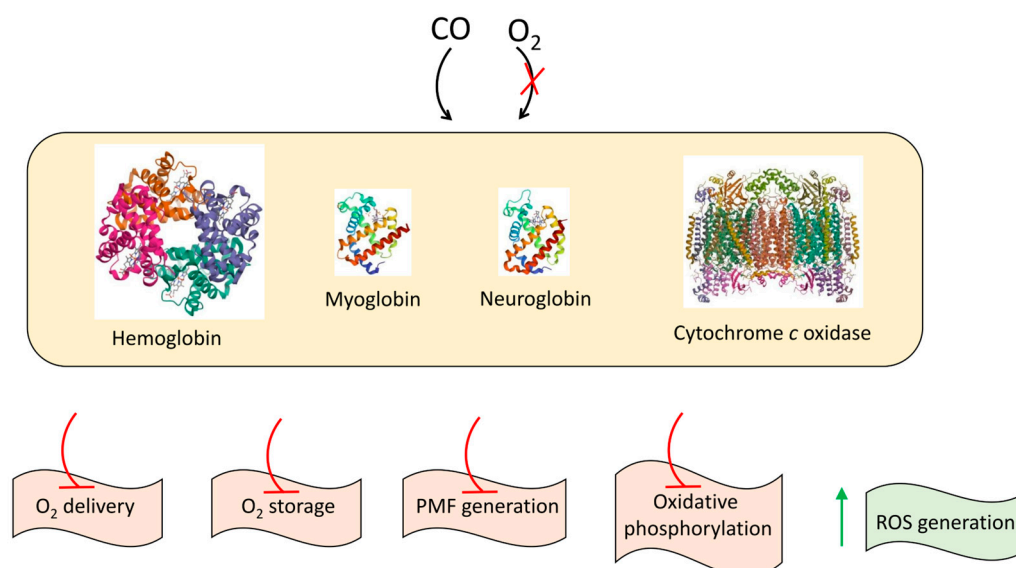 CO
O₂
Hemoglobin
Myoglobin
Neuroglobin
Cytochrome c oxidase
O₂ delivery
O₂ storage
PMF generation
Oxidative
phosphorylation
ROS generation